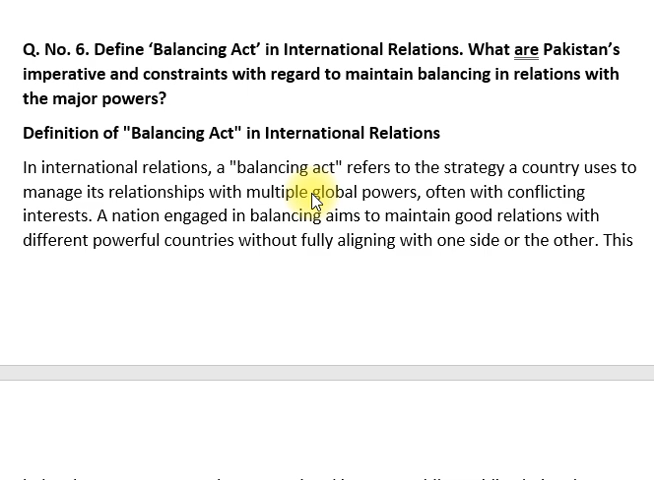 Q. No. 6. Define ‘Balancing Act’ in International Relations. What are Pakistan’s
imperative and constraints with regard to maintain balancing in relations with
the major powers?
Definition of "Balancing Act" in International Relations
In international relations, a "balancing act" refers to the strategy a country uses to
manage its relationships with multiple global powers, often with conflicting
interests. A nation engaged in balancing aims to maintain good relations with
different powerful countries without fully aligning with one side or the other. This